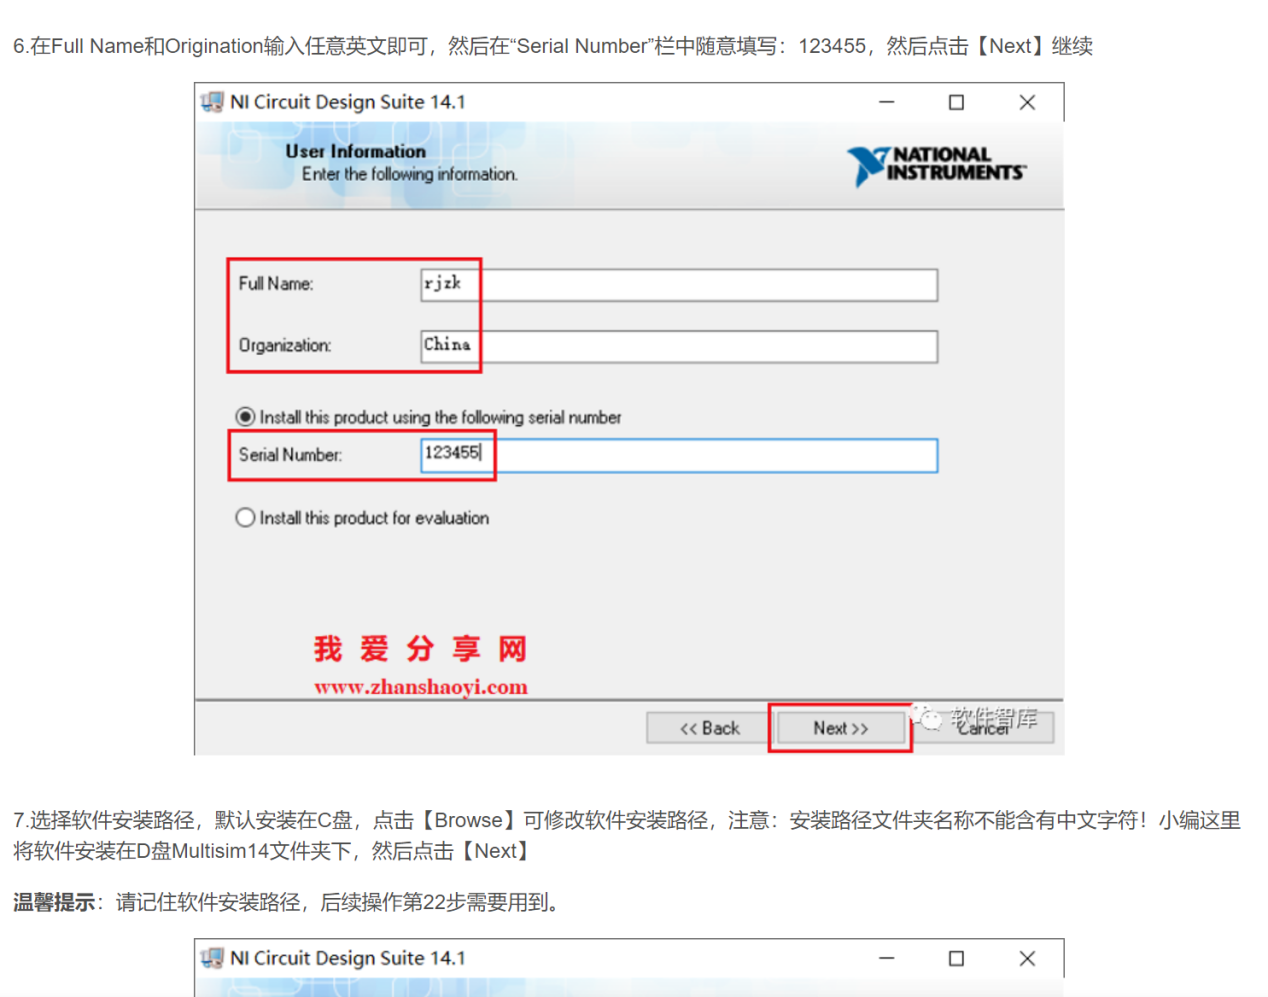 6.在Full Name和Origination输入任意英文即可，然后在“Serial Number”栏中随意填写：123455，然后点击【Next】继续
NI Circuit Design Suite 14.1
User Information
Enter the following information.
NATIONAL
INSTRUMENTS™
Full Name:
rjzk
Organization:
China
Install this product using the following serial number
Serial Number:
123455
Install this product for evaluation
我爱分享网
www.zhanshaoyi.com
<< Back
Next >>
Cancel
软件智库
7.选择软件安装路径，默认安装在C盘，点击【Browse】可修改软件安装路径，注意：安装路径文件夹名称不能含有中文字符！小编这里
将软件安装在D盘Multisim14文件夹下，然后点击【Next】
温馨提示：请记住软件安装路径，后续操作第22步需要用到。
NI Circuit Design Suite 14.1